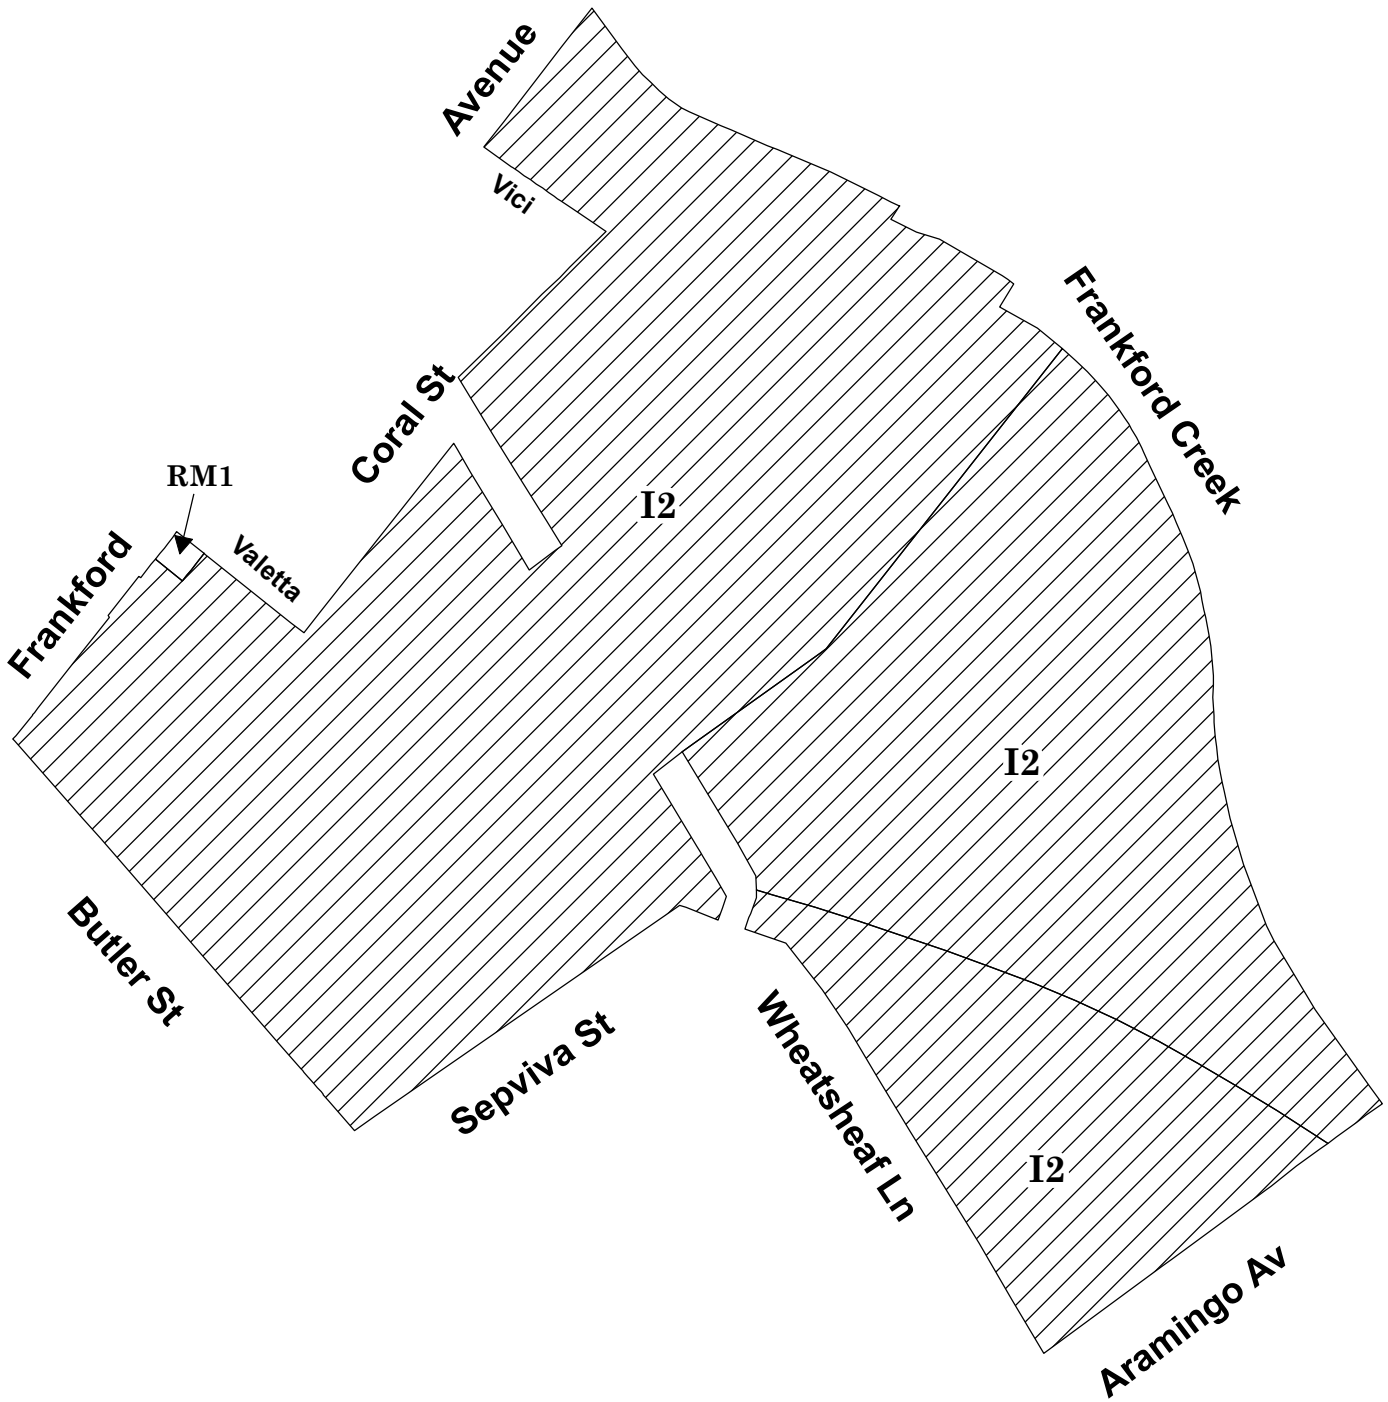 Avenue
Vici
Frankford Creek
Coral St
RM1
I2
Valetta
Frankford
I2
Butler St
Sepviva St
Wheatsheaf Ln
I2
Aramingo Av